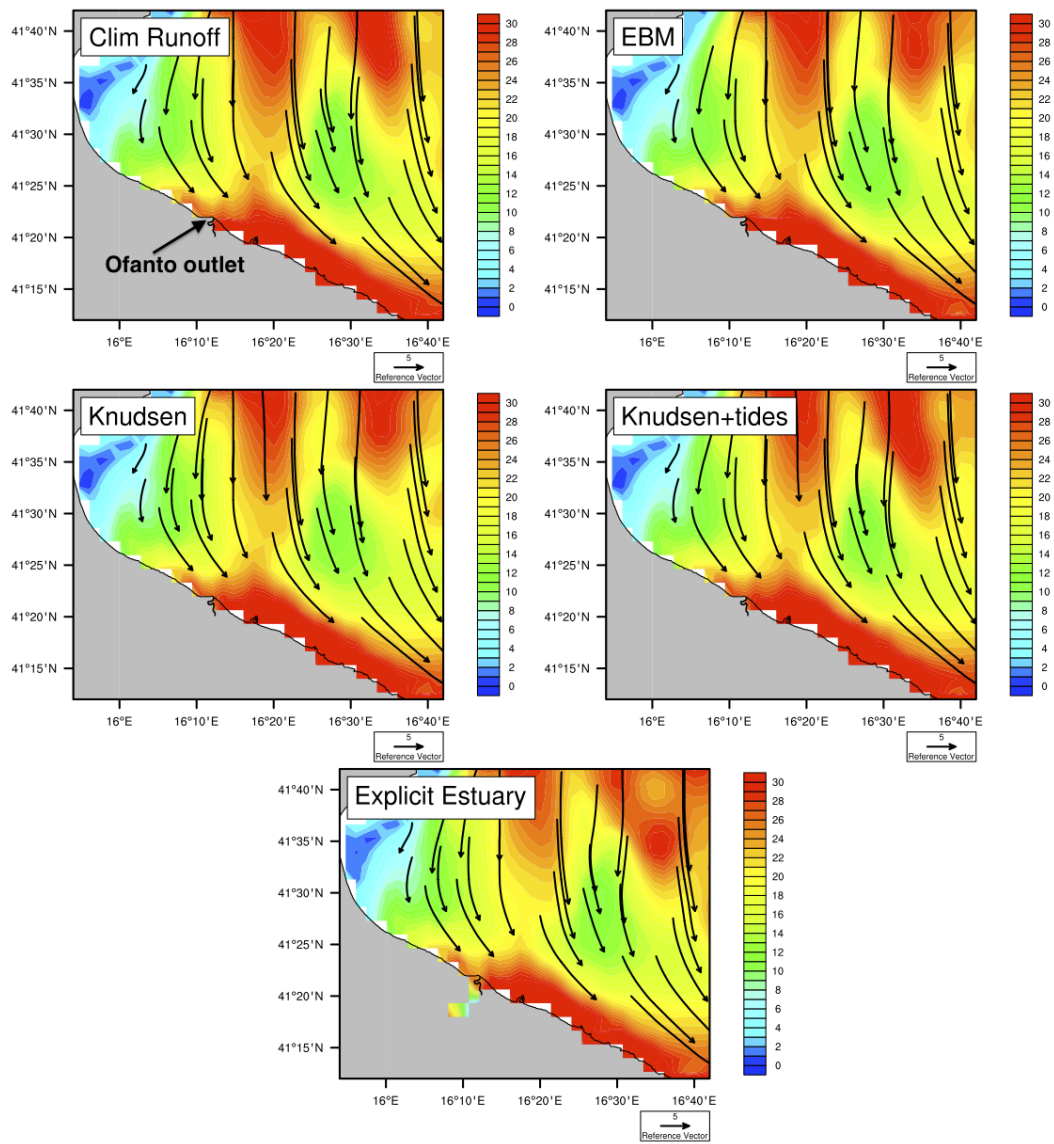 Clim Runoff
41°40'N
41°35'N
41°30'N
41°25'N
41°20'N
41°15'N
Ofanto outlet
16°E
16°10'E
16°20'E
16°30'E
16°40'E
30
28
26
24
22
20
18
16
14
12
10
8
6
4
2
0
5
Reference Vector
EBM
41°40'N
41°35'N
41°30'N
41°25'N
41°20'N
41°15'N
16°E
16°10'E
16°20'E
16°30'E
16°40'E
30
28
26
24
22
20
18
16
14
12
10
8
6
4
2
0
5
Reference Vector
Knudsen
41°40'N
41°35'N
41°30'N
41°25'N
41°20'N
41°15'N
16°E
16°10'E
16°20'E
16°30'E
16°40'E
30
28
26
24
22
20
18
16
14
12
10
8
6
4
2
0
5
Reference Vector
Knudsen+tides
41°40'N
41°35'N
41°30'N
41°25'N
41°20'N
41°15'N
16°E
16°10'E
16°20'E
16°30'E
16°40'E
30
28
26
24
22
20
18
16
14
12
10
8
6
4
2
0
5
Reference Vector
Explicit Estuary
41°40'N
41°35'N
41°30'N
41°25'N
41°20'N
41°15'N
16°E
16°10'E
16°20'E
16°30'E
16°40'E
30
28
26
24
22
20
18
16
14
12
10
8
6
4
2
0
5
Reference Vector